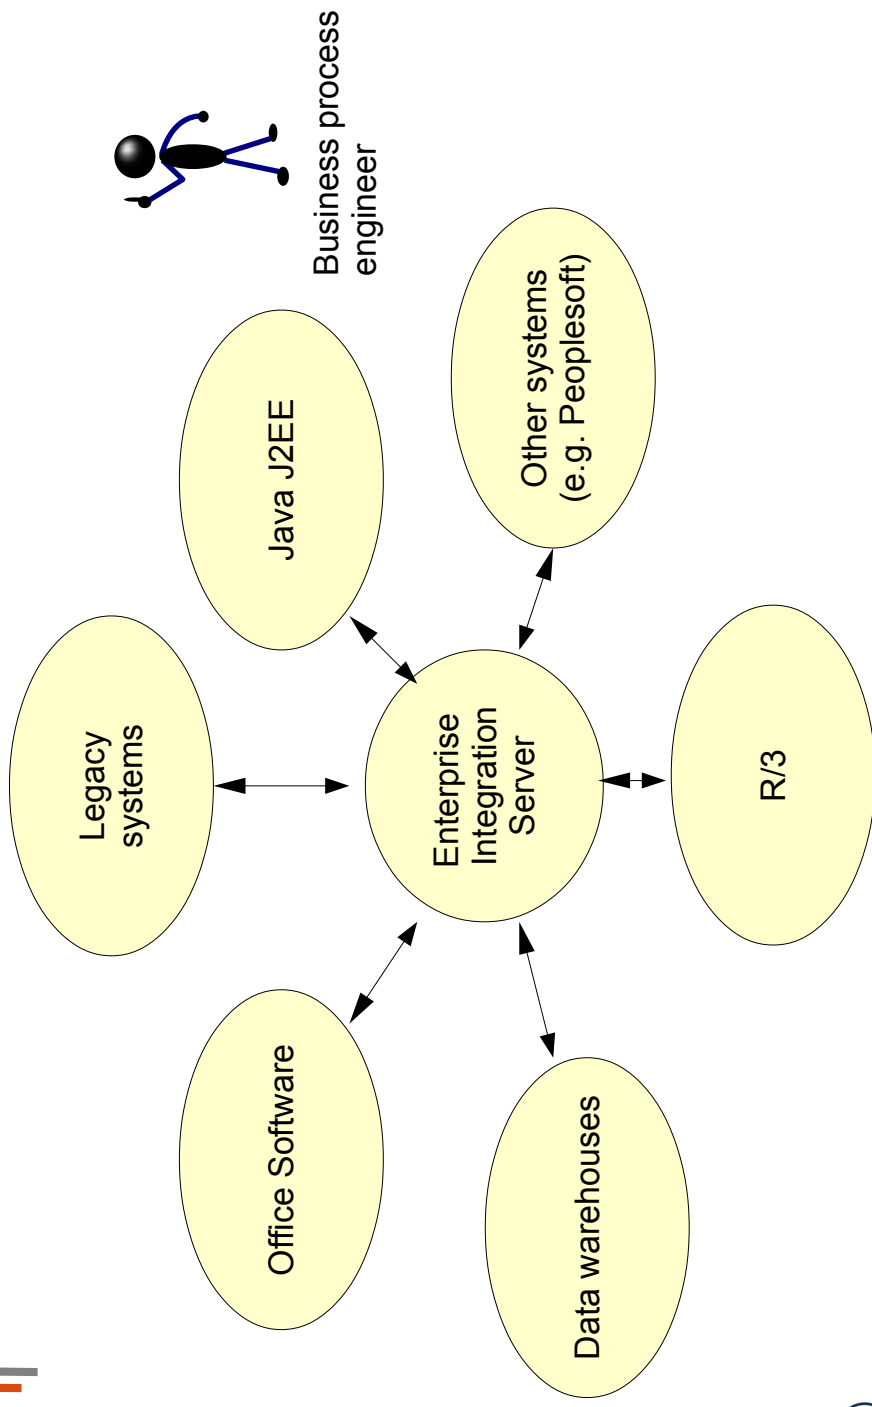 Legacy
systems
Office Software
Java J2EE
Business process
engineer
Enterprise
Integration
Server
Other systems
(e.g. Peoplesoft)
Data warehouses
R/3